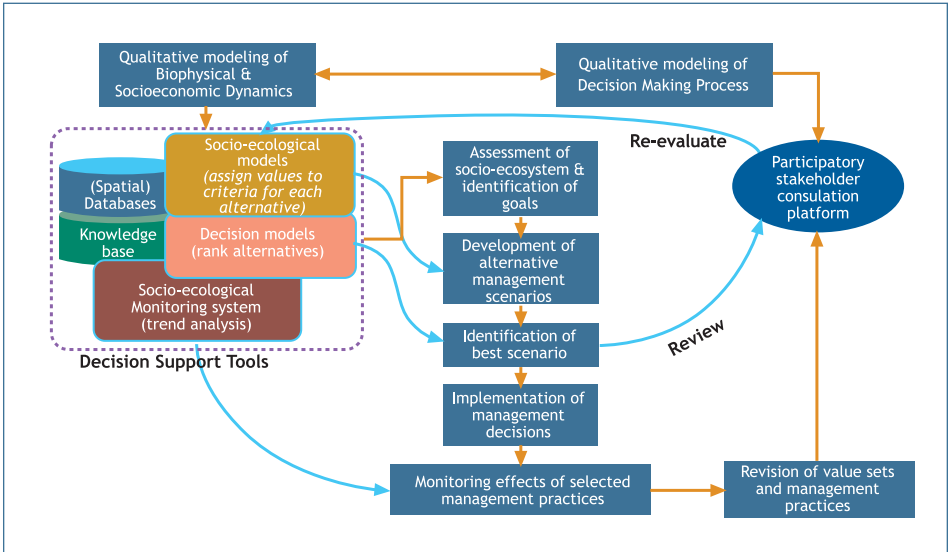 Qualitative modeling of
Biophysical &
Socioeconomic Dynamics
Qualitative modeling of
Decision Making Process
Re-evaluate
Socio-ecological
models
(assign values to
criteria for each
alternative)
(Spatial)
Databases
Knowledge
base
Decision models
(rank alternatives)
Socio-ecological
Monitoring system
(trend analysis)
Decision Support Tools
Assessment of
socio-ecosystem &
identification of
goals
Development of
alternative
management
scenarios
Identification of
best scenario
Implementation of
management
decisions
Monitoring effects of selected
management practices
Review
Participatory
stakeholder
consulation
platform
Revision of value sets
and management
practices